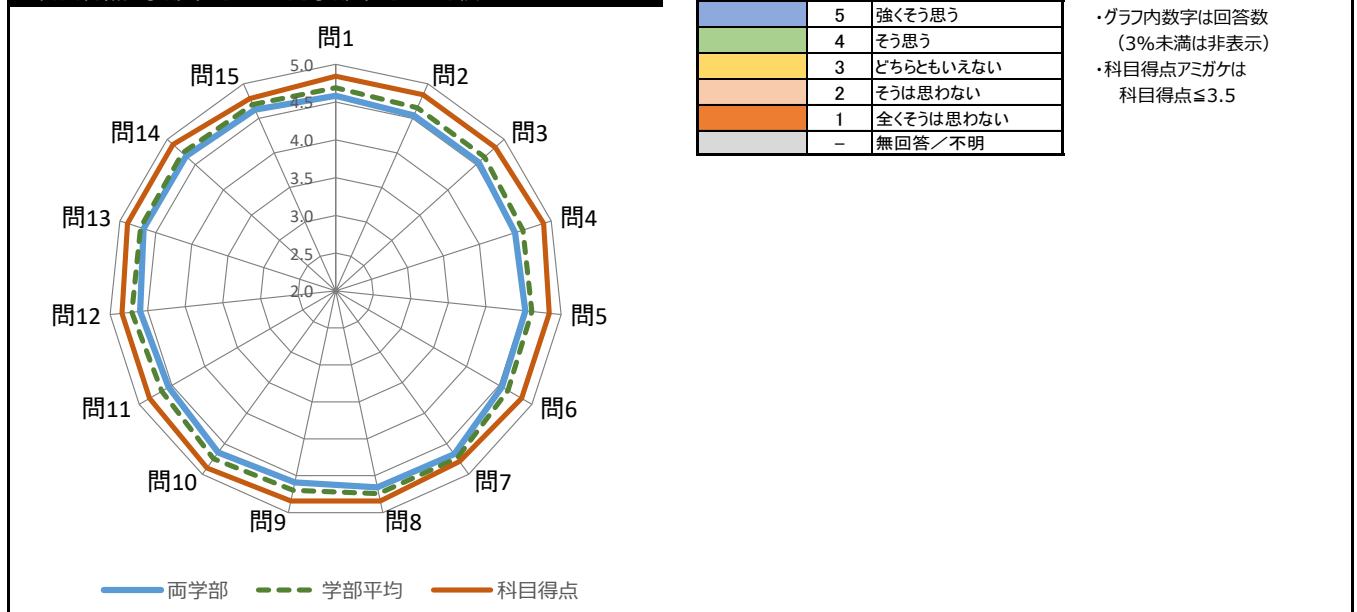 問1
問2
問3
問4
問5
問6
問7
問8
問9
問10
問11
問12
問13
問14
問15
5.0
4.5
4.0
3.5
3.0
2.5
2.0
両学部
学部平均
科目得点
5 強くそう思う
4 そう思う
3 どちらともいえない
2 そうは思わない
1 全くそうは思わない
– 無回答／不明
・グラフ内数字は回答数
（3%未満は非表示）
・科目得点アミガケは
科目得点≦3.5